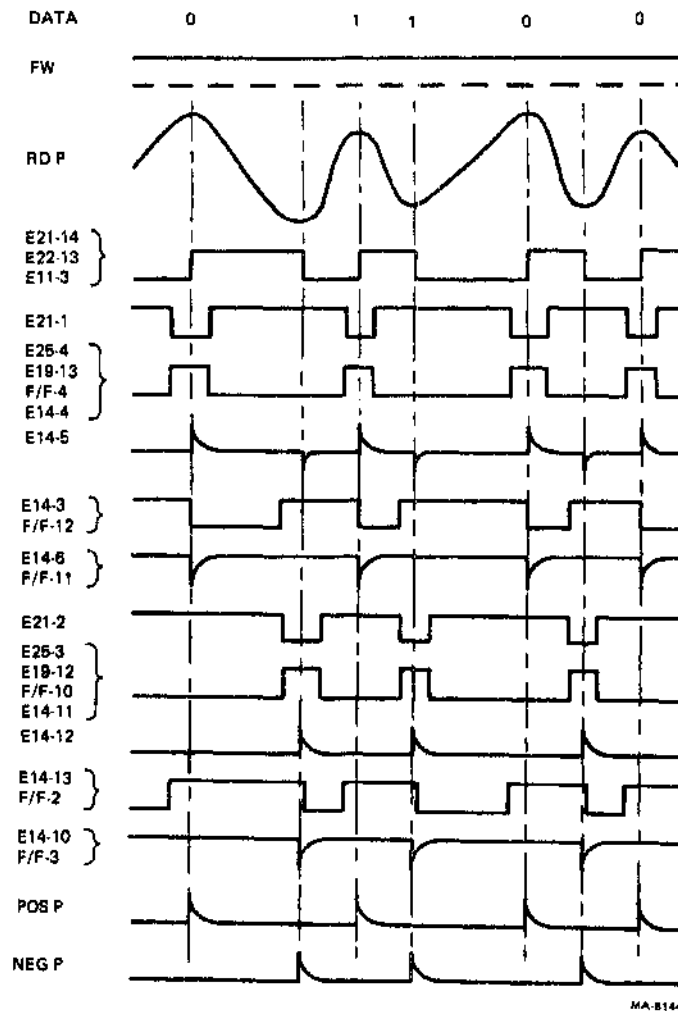 DATA 0 1 1 0 0
FW
RD P
E21-14
E22-13
E11-3
E21-1
E25-4
E19-13
F/F-4
E14-4
E14-5
E14-3
F/F-12
E14-6
F/F-11
E21-2
E25-3
E19-12
F/F-10
E14-11
E14-12
E14-13
F/F-2
E14-10
F/F-3
POS P
NEG P
MA-8144